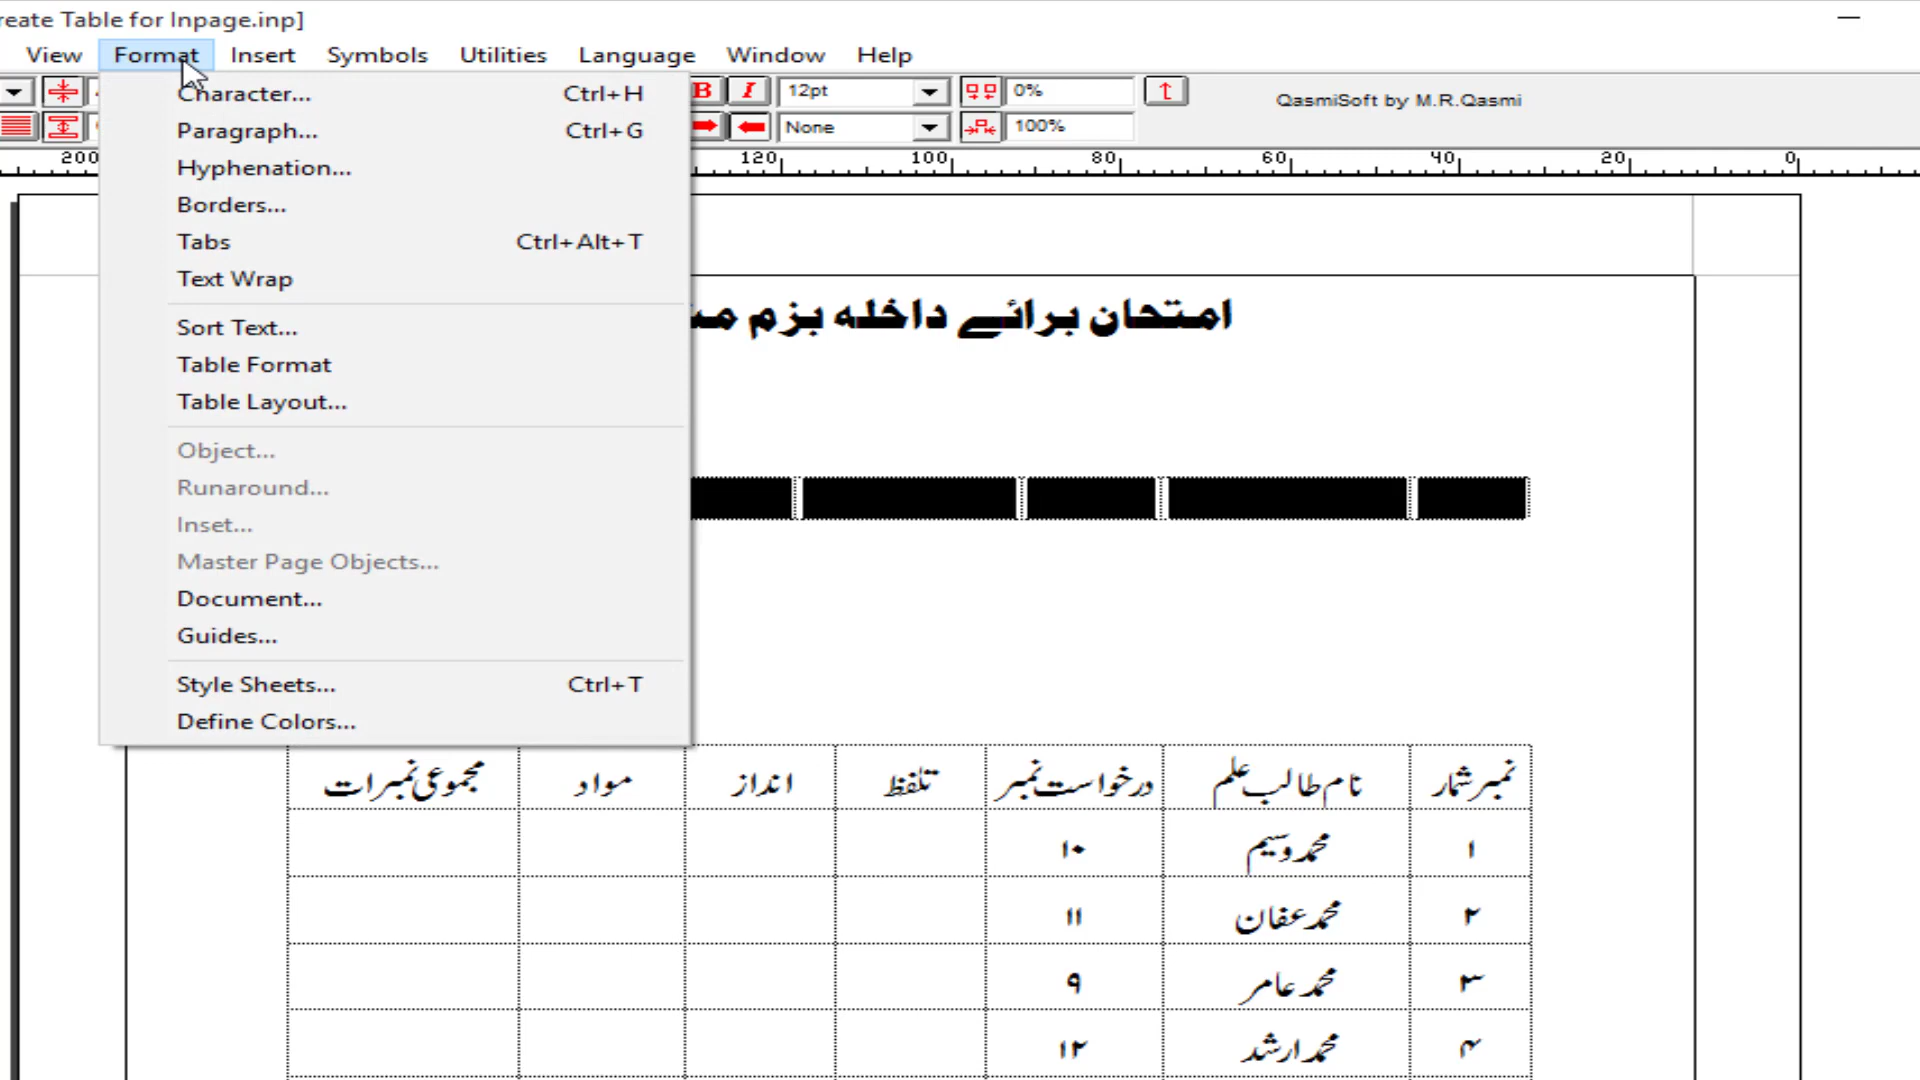 reate Table for Inpage.inp]
View Format Insert Symbols Utilities Language Window Help
Character... Ctrl+H
Paragraph... Ctrl+G
Hyphenation...
Borders...
Tabs Ctrl+Alt+T
Text Wrap
Sort Text...
Table Format
Table Layout...
Object...
Runaround...
Inset...
Master Page Objects...
Document...
Guides...
Style Sheets... Ctrl+T
Define Colors...
B I 12pt 0% QasmiSoft by M.R.Qasmi
None 100%
200 120 100 80 60 40 20 0
امتحان برائے داخلہ بزم
نمبر شمار نام طالب علم درخواست نمبر تلفظ انداز مواد مجموعی نمبرات
۱ محمد وسیم ۱۰
۲ محمد عفان ۱۱
۳ محمد عامر ۹
۴ محمد ارشد ۱۲